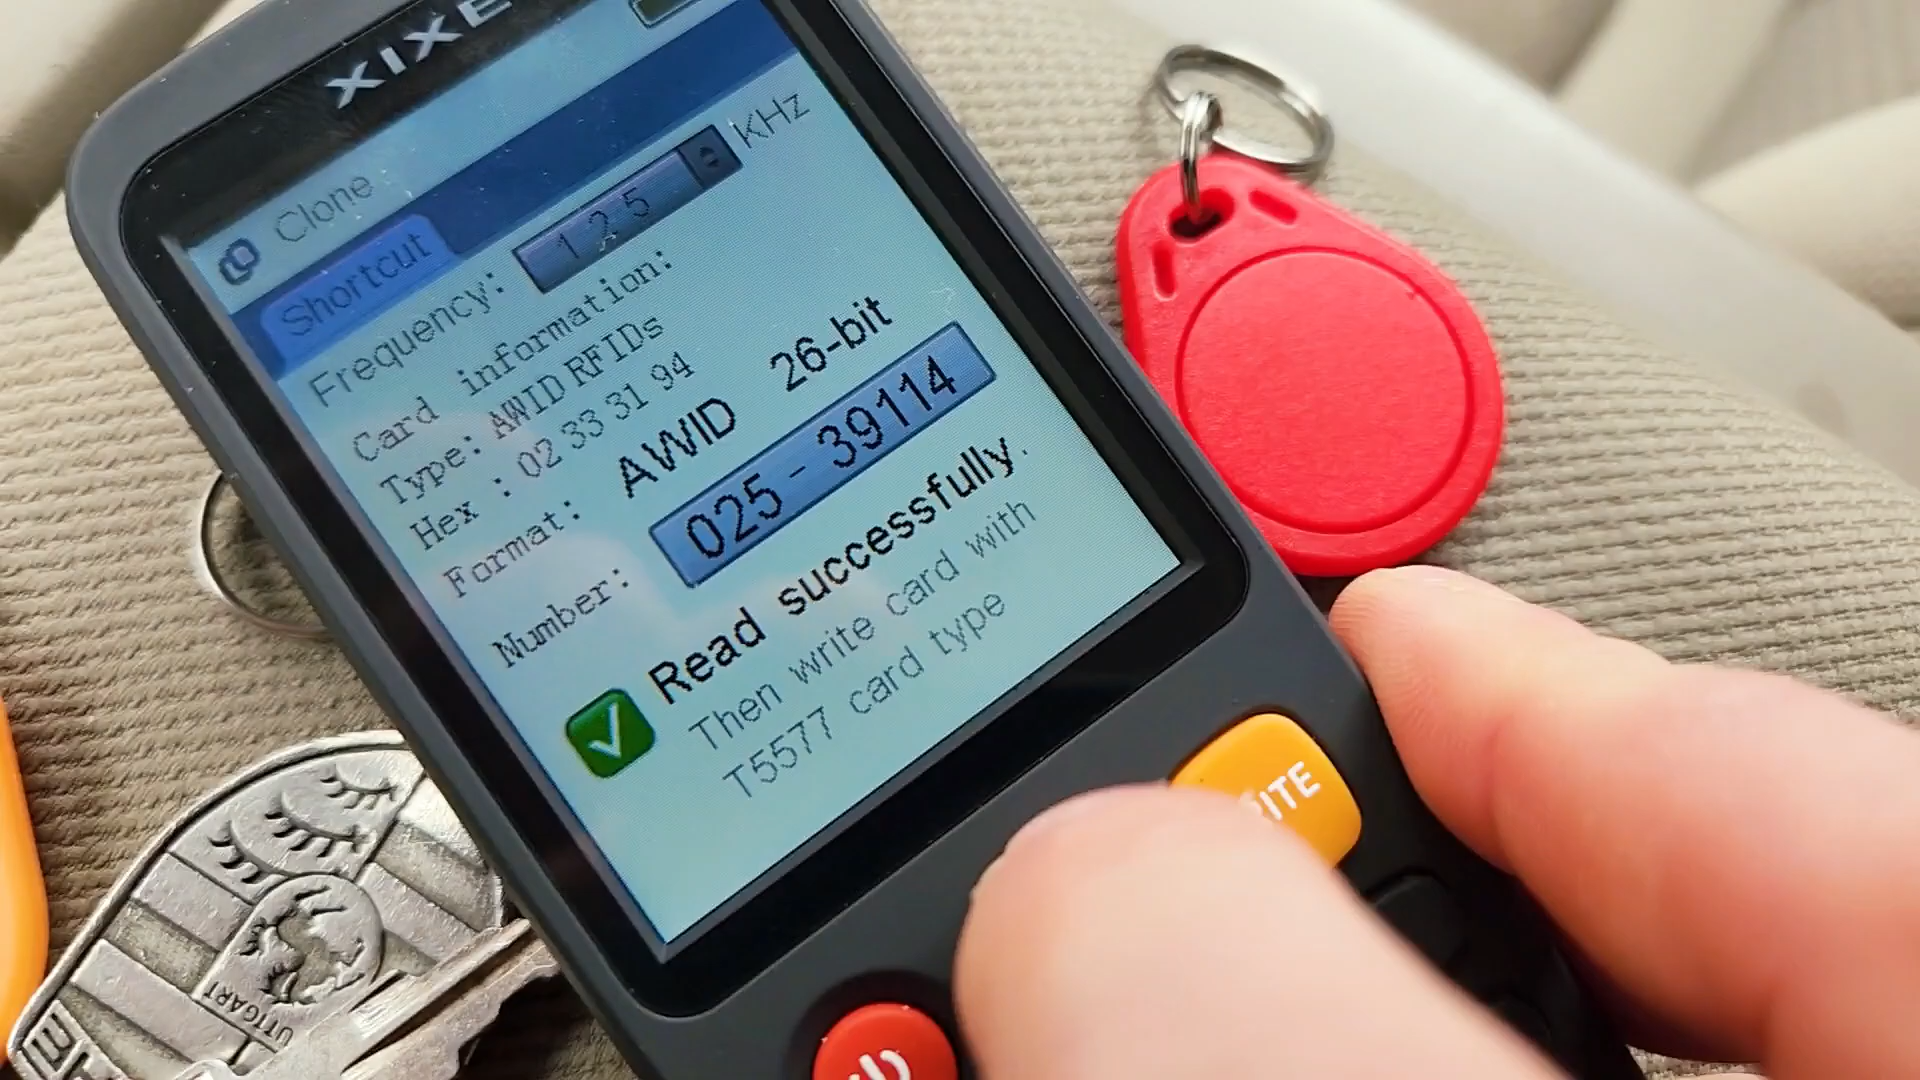 XIXE
Clone
Shortcut
Frequency: 125 KHz
Card information:
Type: AWID RFIDs
Hex : 02 33 31 94
Format: AWID 26-bit
Number: 025 - 39114
Read successfully.
Then write card with
T5577 card type